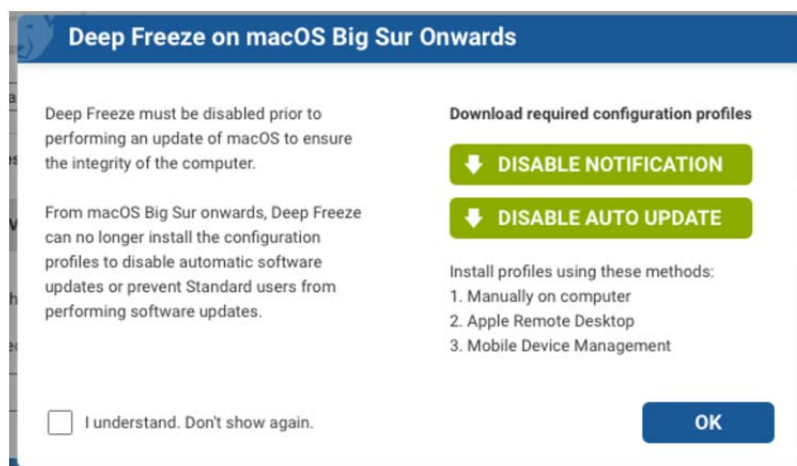 Deep Freeze on macOS Big Sur Onwards
Deep Freeze must be disabled prior to
performing an update of macOS to ensure
the integrity of the computer.
From macOS Big Sur onwards, Deep Freeze
can no longer install the configuration
profiles to disable automatic software
updates or prevent Standard users from
performing software updates.
Download required configuration profiles
DISABLE NOTIFICATION
DISABLE AUTO UPDATE
Install profiles using these methods:
1. Manually on computer
2. Apple Remote Desktop
3. Mobile Device Management
I understand. Don't show again.
OK